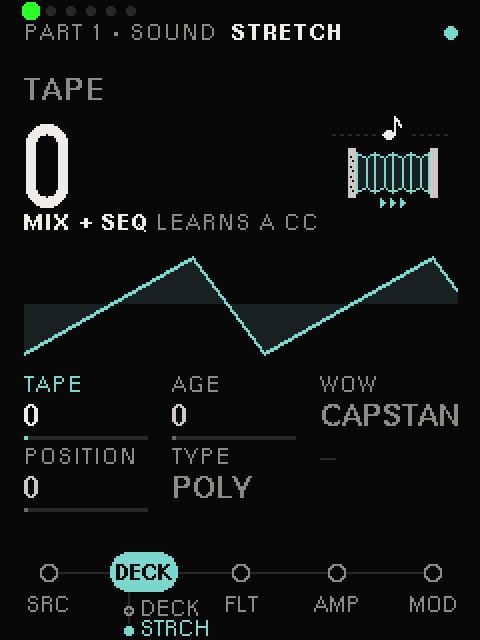 PART 1 · SOUND STRETCH
TAPE
0
MIX + SEQ LEARNS A CC
TAPE AGE WOW
0 0 CAPSTAN
POSITION TYPE —
0 POLY
DECK
SRC DECK FLT AMP MOD
STRCH